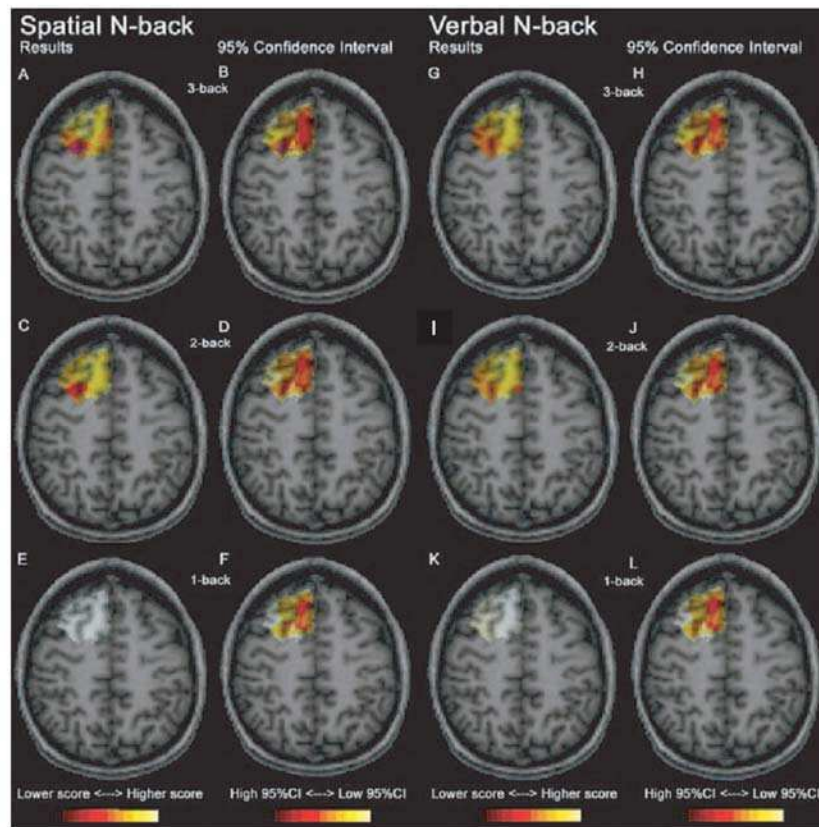 Spatial N-back Verbal N-back
Results 95% Confidence Interval Results 95% Confidence Interval
A B G H
3-back 3-back
C D I J
2-back 2-back
E F K L
1-back 1-back
Lower score <---> Higher score High 95%CI <---> Low 95%CI Lower score <---> Higher score High 95%CI <---> Low 95%CI